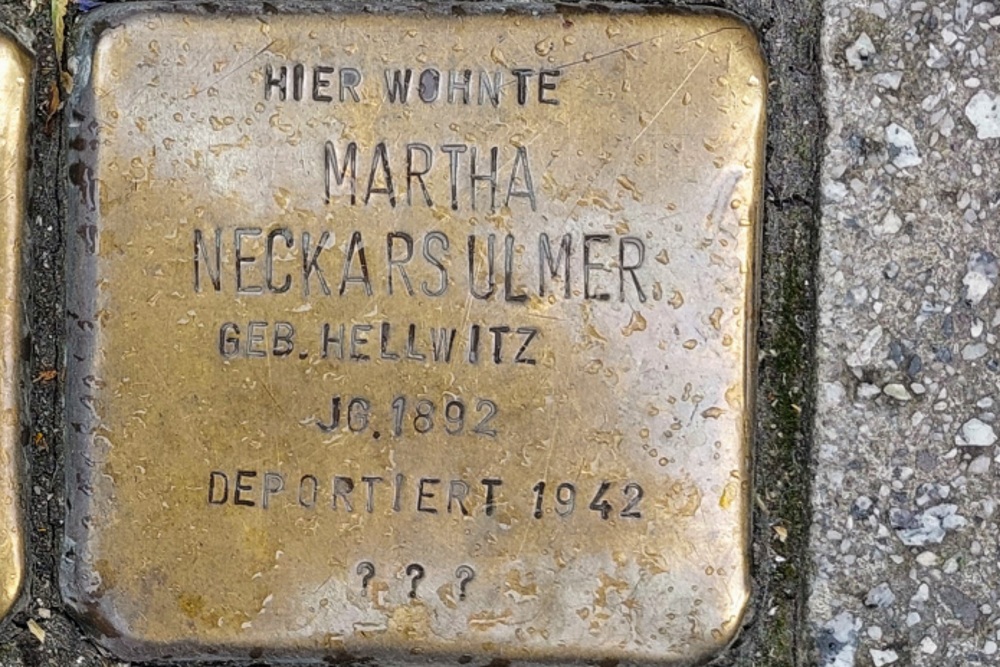 HIER WOHNTE
MARTHA
NECKARSULMER
GEB. HELLWITZ
JG. 1892
DEPORTIERT 1942
? ? ?